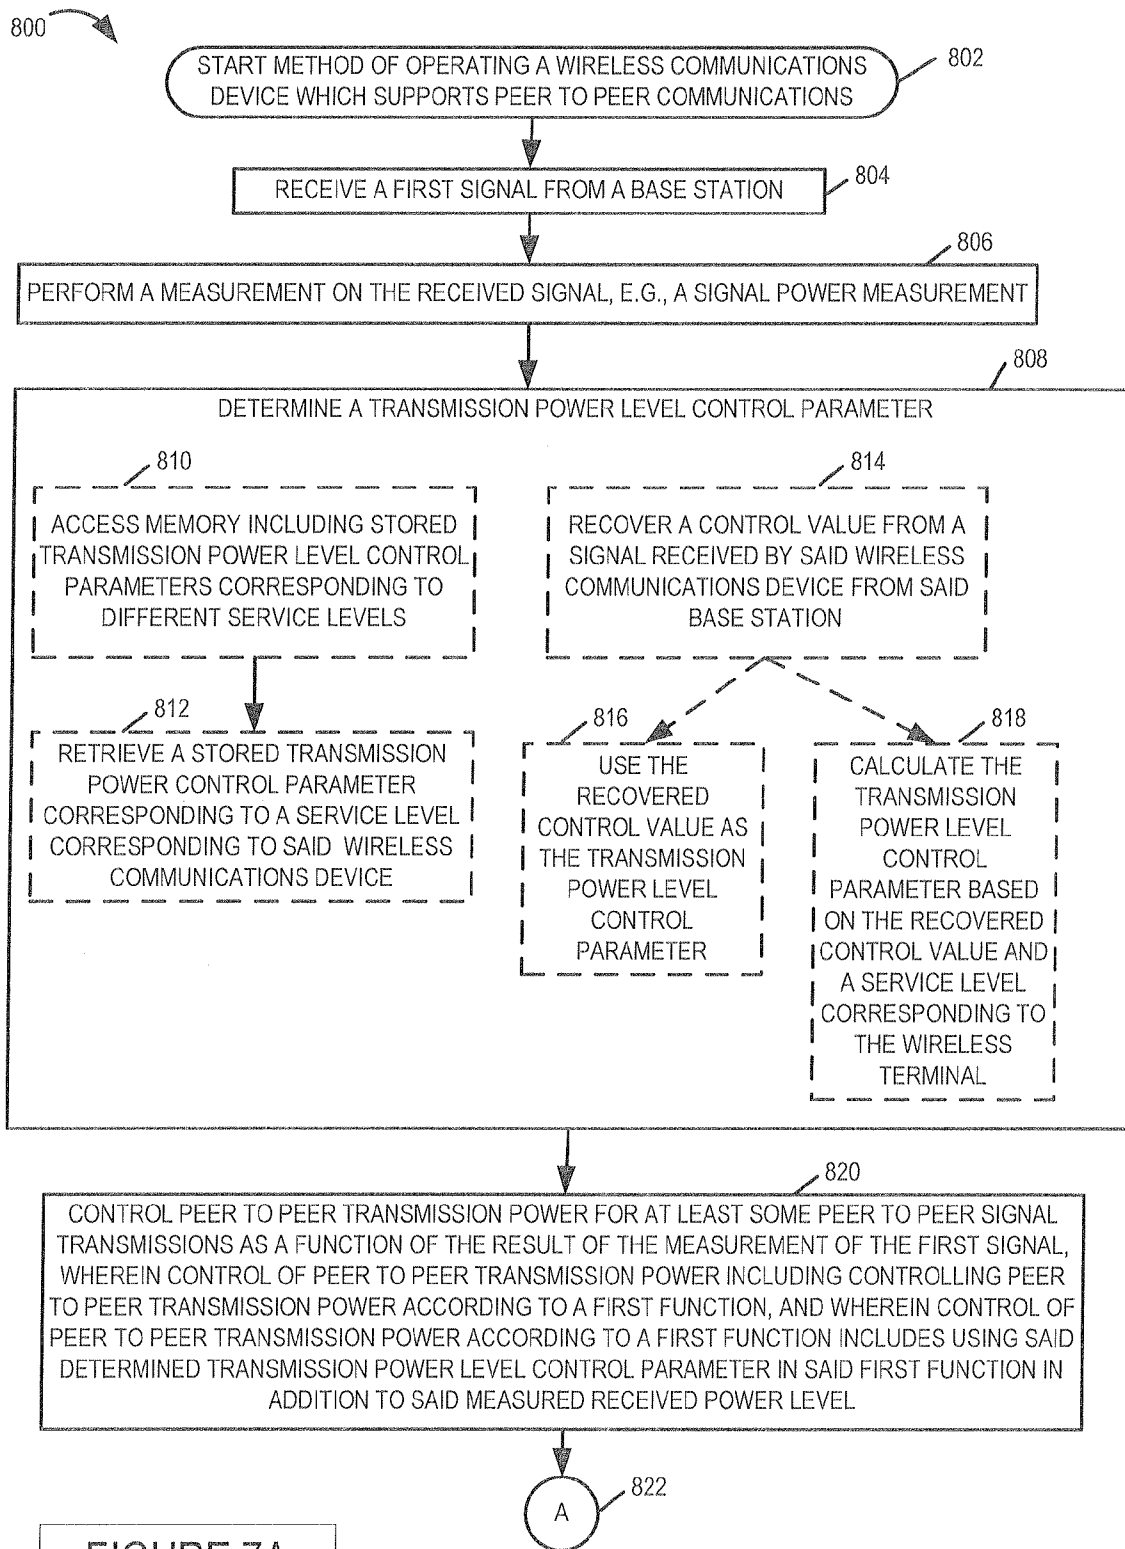 800
START METHOD OF OPERATING A WIRELESS COMMUNICATIONS
DEVICE WHICH SUPPORTS PEER TO PEER COMMUNICATIONS
802
RECEIVE A FIRST SIGNAL FROM A BASE STATION
804
806
PERFORM A MEASUREMENT ON THE RECEIVED SIGNAL, E.G., A SIGNAL POWER MEASUREMENT
808
DETERMINE A TRANSMISSION POWER LEVEL CONTROL PARAMETER
810
ACCESS MEMORY INCLUDING STORED
TRANSMISSION POWER LEVEL CONTROL
PARAMETERS CORRESPONDING TO
DIFFERENT SERVICE LEVELS
812
RETRIEVE A STORED TRANSMISSION
POWER CONTROL PARAMETER
CORRESPONDING TO A SERVICE LEVEL
CORRESPONDING TO SAID WIRELESS
COMMUNICATIONS DEVICE
814
RECOVER A CONTROL VALUE FROM A
SIGNAL RECEIVED BY SAID WIRELESS
COMMUNICATIONS DEVICE FROM SAID
BASE STATION
816
USE THE
RECOVERED
CONTROL VALUE AS
THE TRANSMISSION
POWER LEVEL
CONTROL
PARAMETER
818
CALCULATE THE
TRANSMISSION
POWER LEVEL
CONTROL
PARAMETER BASED
ON THE RECOVERED
CONTROL VALUE AND
A SERVICE LEVEL
CORRESPONDING TO
THE WIRELESS
TERMINAL
820
CONTROL PEER TO PEER TRANSMISSION POWER FOR AT LEAST SOME PEER TO PEER SIGNAL
TRANSMISSIONS AS A FUNCTION OF THE RESULT OF THE MEASUREMENT OF THE FIRST SIGNAL,
WHEREIN CONTROL OF PEER TO PEER TRANSMISSION POWER INCLUDING CONTROLLING PEER
TO PEER TRANSMISSION POWER ACCORDING TO A FIRST FUNCTION, AND WHEREIN CONTROL OF
PEER TO PEER TRANSMISSION POWER ACCORDING TO A FIRST FUNCTION INCLUDES USING SAID
DETERMINED TRANSMISSION POWER LEVEL CONTROL PARAMETER IN SAID FIRST FUNCTION IN
ADDITION TO SAID MEASURED RECEIVED POWER LEVEL
A
822
FIGURE 7A